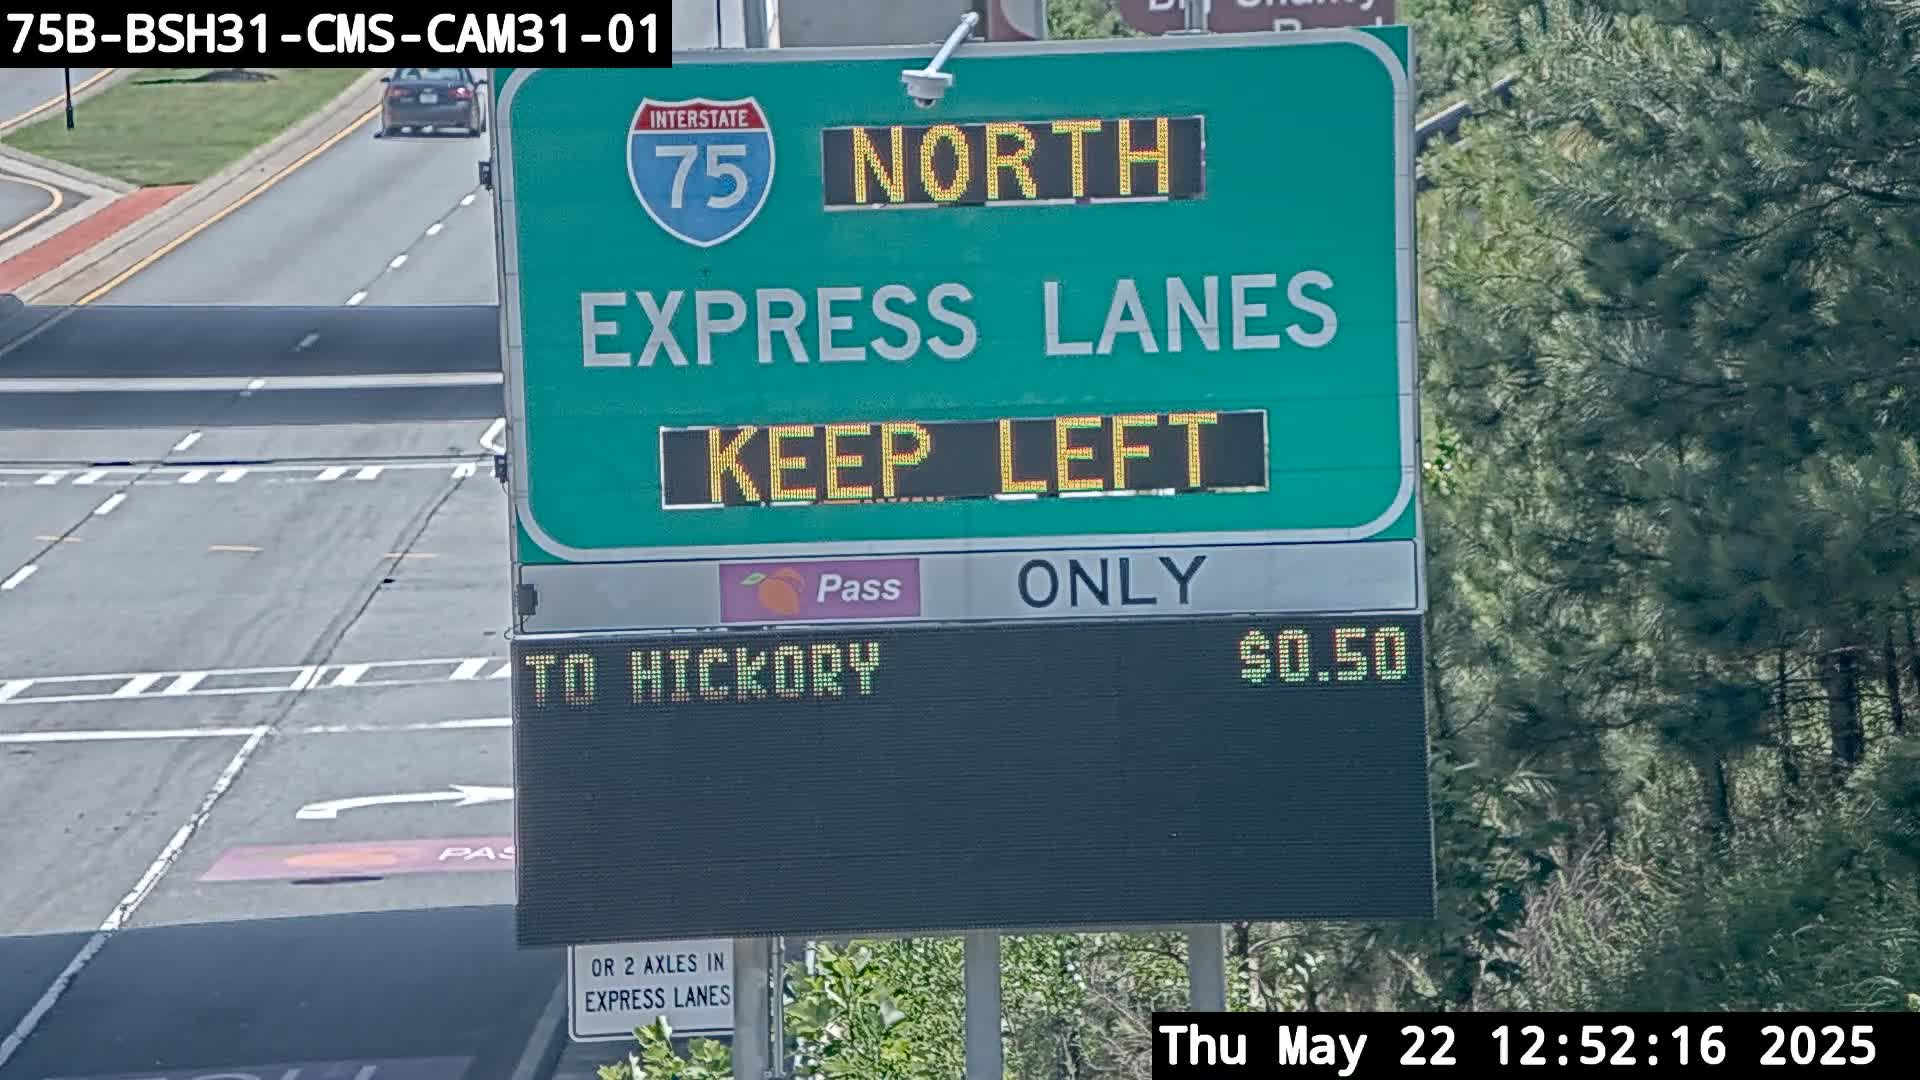 75B-BSH31-CMS-CAM31-01
INTERSTATE
75
NORTH
EXPRESS LANES
KEEP LEFT
Pass
ONLY
TO HICKORY $0.50
OR 2 AXLES IN
EXPRESS LANES
Thu May 22 12:52:16 2025